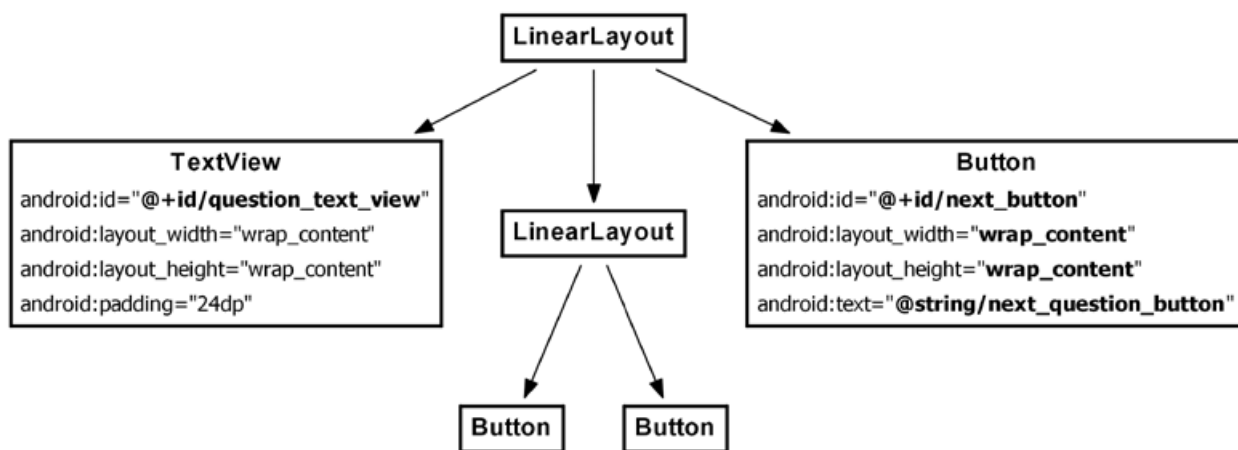 LinearLayout
TextView
android:id="@+id/question_text_view"
android:layout_width="wrap_content"
android:layout_height="wrap_content"
android:padding="24dp"
LinearLayout
Button
android:id="@+id/next_button"
android:layout_width="wrap_content"
android:layout_height="wrap_content"
android:text="@string/next_question_button"
Button
Button